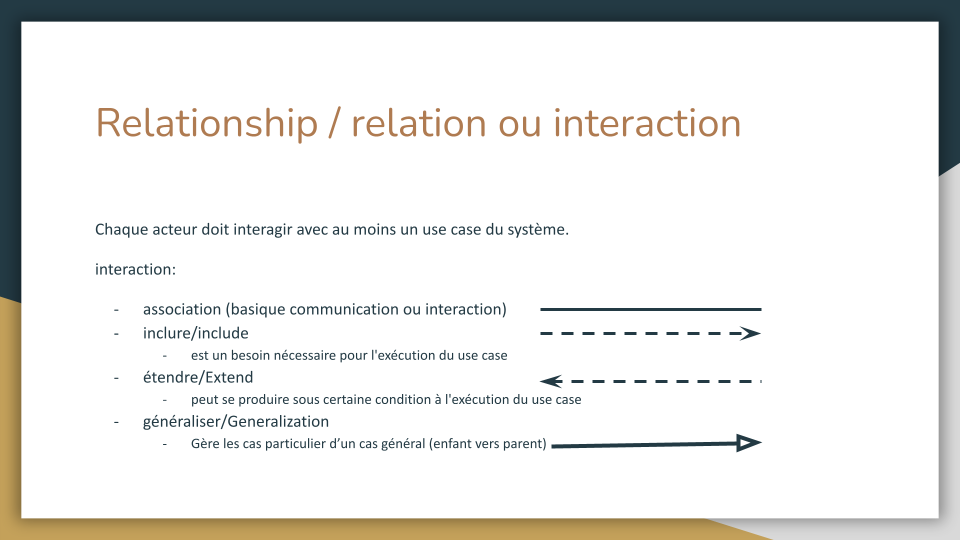 Relationship / relation ou interaction
Chaque acteur doit interagir avec au moins un use case du système.
interaction:
- association (basique communication ou interaction)
- inclure/include
- est un besoin nécessaire pour l'exécution du use case
- étendre/Extend
- peut se produire sous certaine condition à l'exécution du use case
- généraliser/Generalization
- Gère les cas particulier d’un cas général (enfant vers parent)